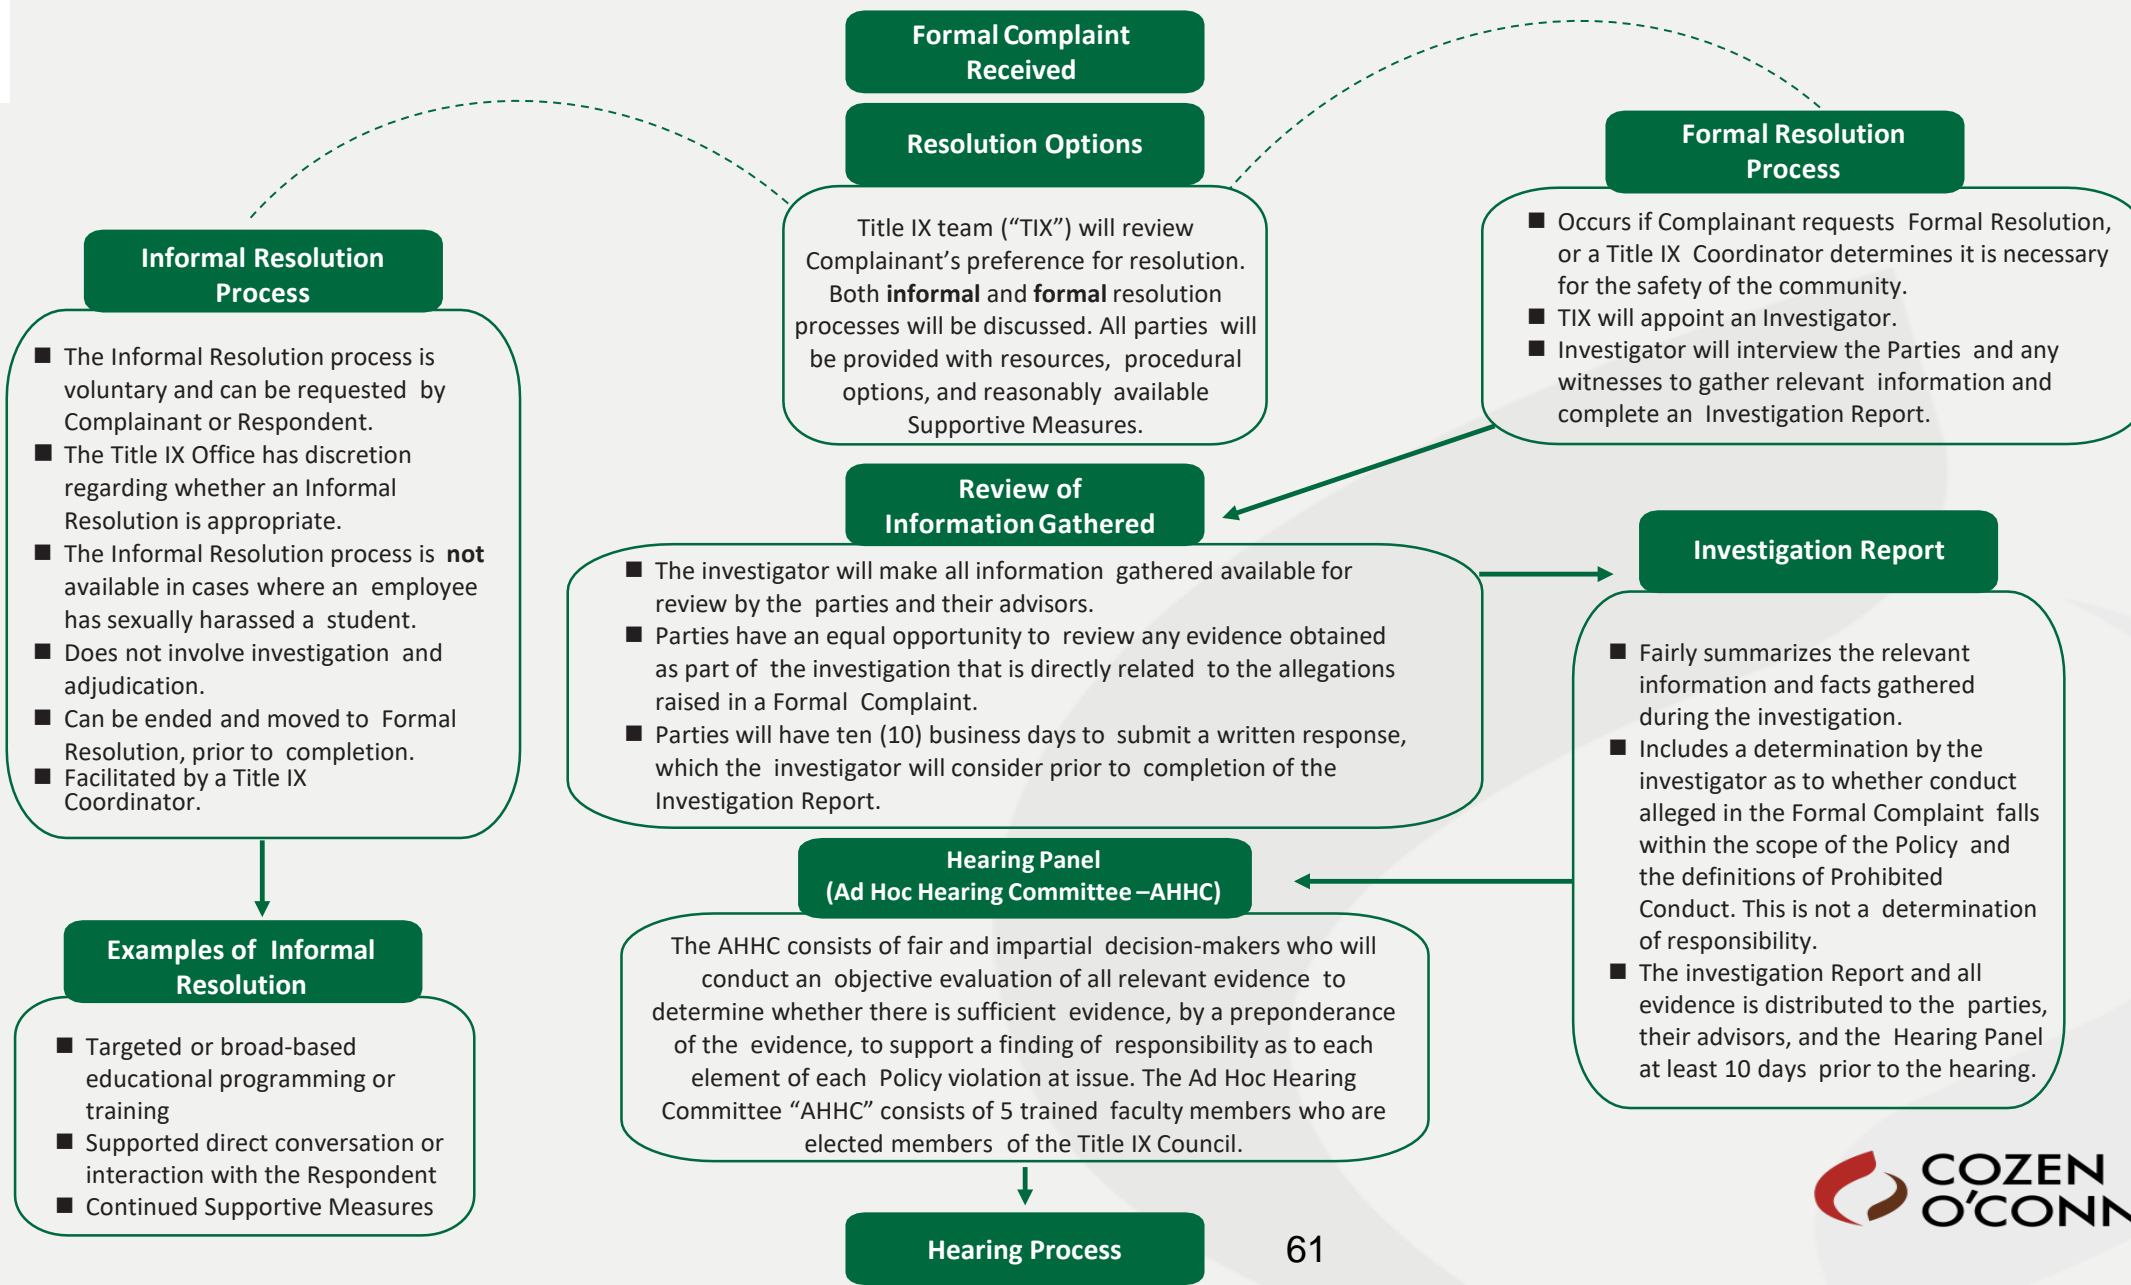 Formal Complaint
Received
Resolution Options
Title IX team (“TIX”) will review
Complainant’s preference for resolution.
Both informal and formal resolution
processes will be discussed. All parties will
be provided with resources, procedural
options, and reasonably available
Supportive Measures.
Informal Resolution
Process
■ The Informal Resolution process is
voluntary and can be requested by
Complainant or Respondent.
■ The Title IX Office has discretion
regarding whether an Informal
Resolution is appropriate.
■ The Informal Resolution process is not
available in cases where an employee
has sexually harassed a student.
■ Does not involve investigation and
adjudication.
■ Can be ended and moved to Formal
Resolution, prior to completion.
■ Facilitated by a Title IX
Coordinator.
Examples of Informal
Resolution
■ Targeted or broad-based
educational programming or
training
■ Supported direct conversation or
interaction with the Respondent
■ Continued Supportive Measures
Formal Resolution
Process
■ Occurs if Complainant requests Formal Resolution,
or a Title IX Coordinator determines it is necessary
for the safety of the community.
■ TIX will appoint an Investigator.
■ Investigator will interview the Parties and any
witnesses to gather relevant information and
complete an Investigation Report.
Review of
Information Gathered
■ The investigator will make all information gathered available for
review by the parties and their advisors.
■ Parties have an equal opportunity to review any evidence obtained
as part of the investigation that is directly related to the allegations
raised in a Formal Complaint.
■ Parties will have ten (10) business days to submit a written response,
which the investigator will consider prior to completion of the
Investigation Report.
Investigation Report
■ Fairly summarizes the relevant
information and facts gathered
during the investigation.
■ Includes a determination by the
investigator as to whether conduct
alleged in the Formal Complaint falls
within the scope of the Policy and
the definitions of Prohibited
Conduct. This is not a determination
of responsibility.
■ The investigation Report and all
evidence is distributed to the parties,
their advisors, and the Hearing Panel
at least 10 days prior to the hearing.
Hearing Panel
(Ad Hoc Hearing Committee –AHHC)
The AHHC consists of fair and impartial decision-makers who will
conduct an objective evaluation of all relevant evidence to
determine whether there is sufficient evidence, by a preponderance
of the evidence, to support a finding of responsibility as to each
element of each Policy violation at issue. The Ad Hoc Hearing
Committee “AHHC” consists of 5 trained faculty members who are
elected members of the Title IX Council.
Hearing Process
61
COZEN
O’CONN